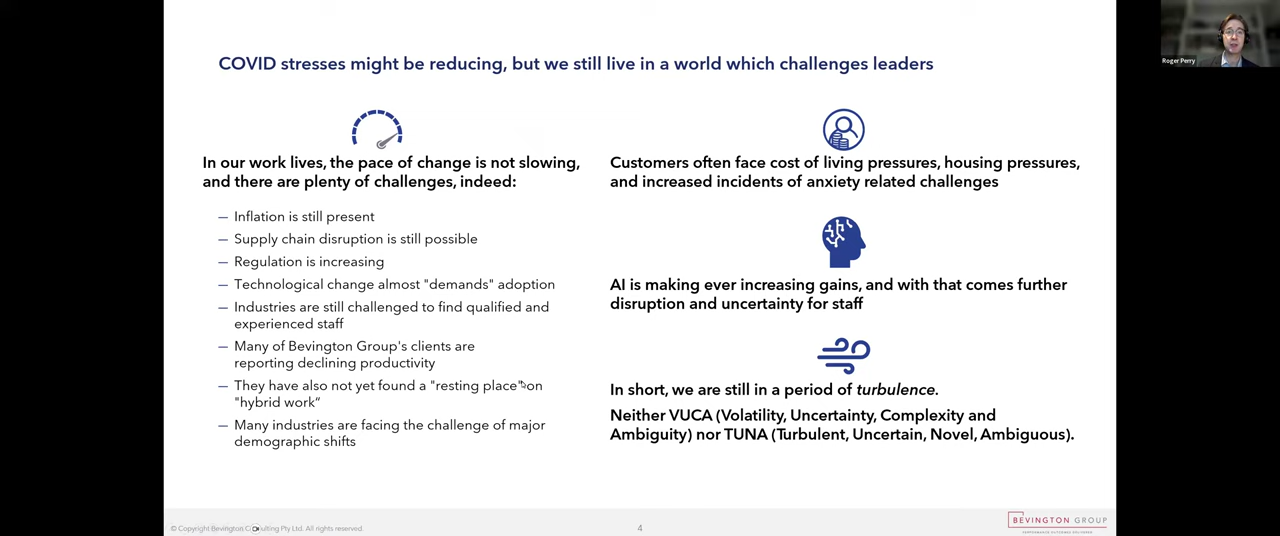 COVID stresses might be reducing, but we still live in a world which challenges leaders
In our work lives, the pace of change is not slowing,
and there are plenty of challenges, indeed:
— Inflation is still present
— Supply chain disruption is still possible
— Regulation is increasing
— Technological change almost "demands" adoption
— Industries are still challenged to find qualified and
experienced staff
— Many of Bevington Group's clients are
reporting declining productivity
— They have also not yet found a "resting place" on
"hybrid work“
— Many industries are facing the challenge of major
demographic shifts
Customers often face cost of living pressures, housing pressures,
and increased incidents of anxiety related challenges
AI is making ever increasing gains, and with that comes further
disruption and uncertainty for staff
In short, we are still in a period of turbulence.
Neither VUCA (Volatility, Uncertainty, Complexity and
Ambiguity) nor TUNA (Turbulent, Uncertain, Novel, Ambiguous).
© Copyright Bevington Pty Ltd. All rights reserved.
4
BEVINGTON GROUP
Roger Perry